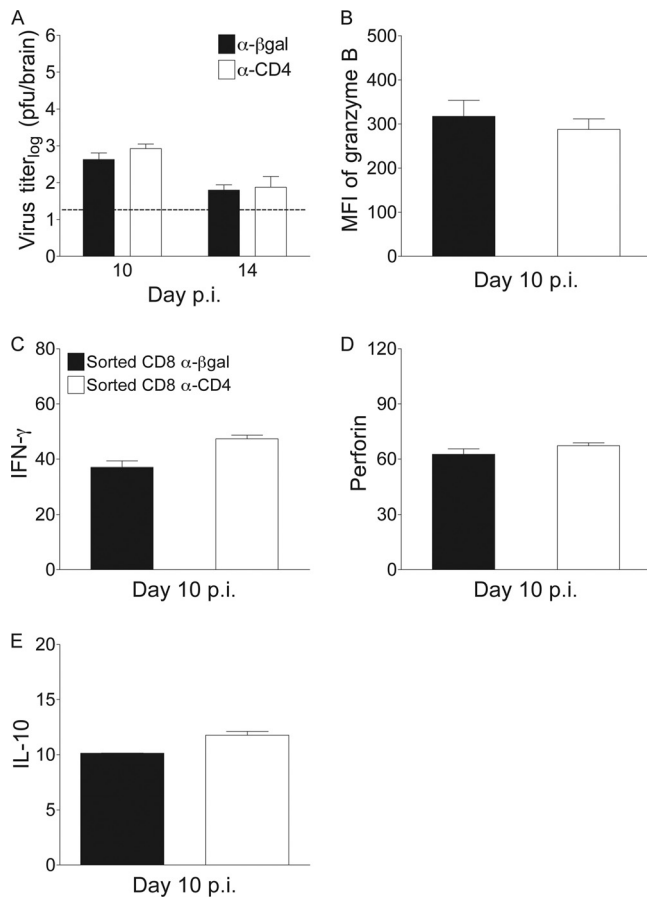 A
Virus titerlog (pfu/brain)
6
5
4
3
2
1
0
α-βgal
α-CD4
10 14
Day p.i.
B
MFI of granzyme B
500
400
300
200
100
0
Day 10 p.i.
C
IFN-γ
80
60
40
20
0
Sorted CD8 α-βgal
Sorted CD8 α-CD4
Day 10 p.i.
D
Perforin
120
90
60
30
0
Day 10 p.i.
E
IL-10
20
15
10
5
0
Day 10 p.i.